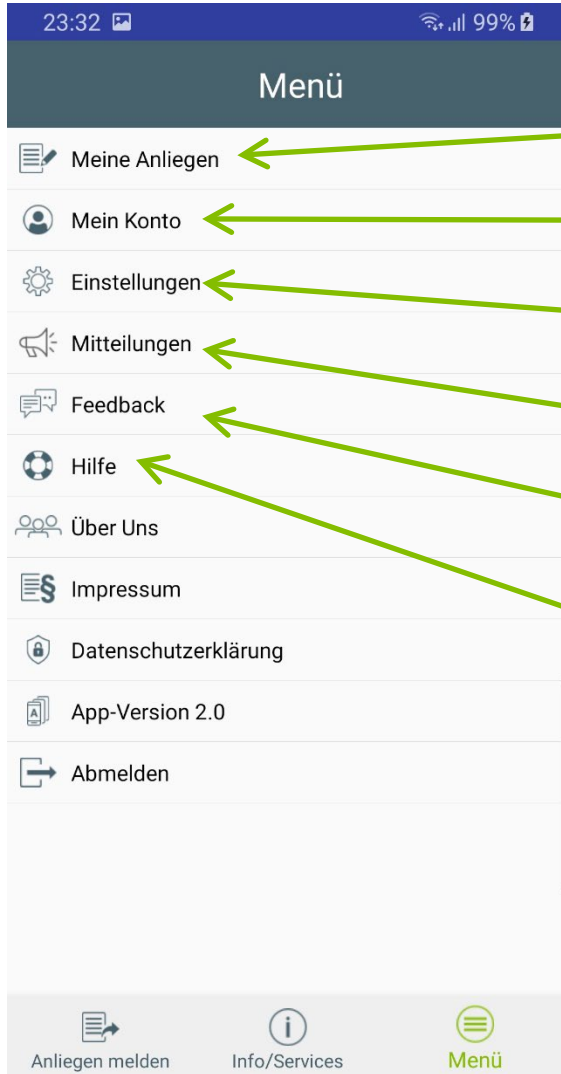 23:32 99%
Menü
Meine Anliegen
Mein Konto
Einstellungen
Mitteilungen
Feedback
Hilfe
Über Uns
Impressum
Datenschutzerklärung
App-Version 2.0
Abmelden
Anliegen melden Info/Services Menü